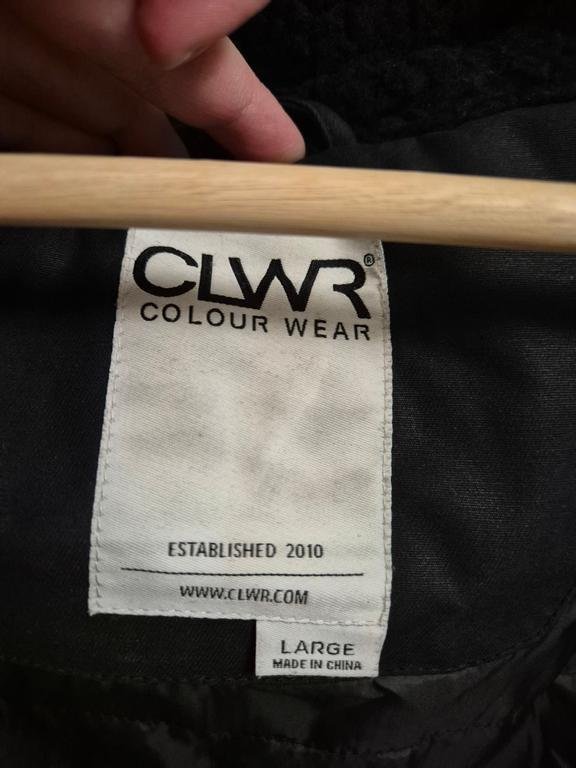 CLWR®
COLOUR WEAR
ESTABLISHED 2010
WWW.CLWR.COM
LARGE
MADE IN CHINA